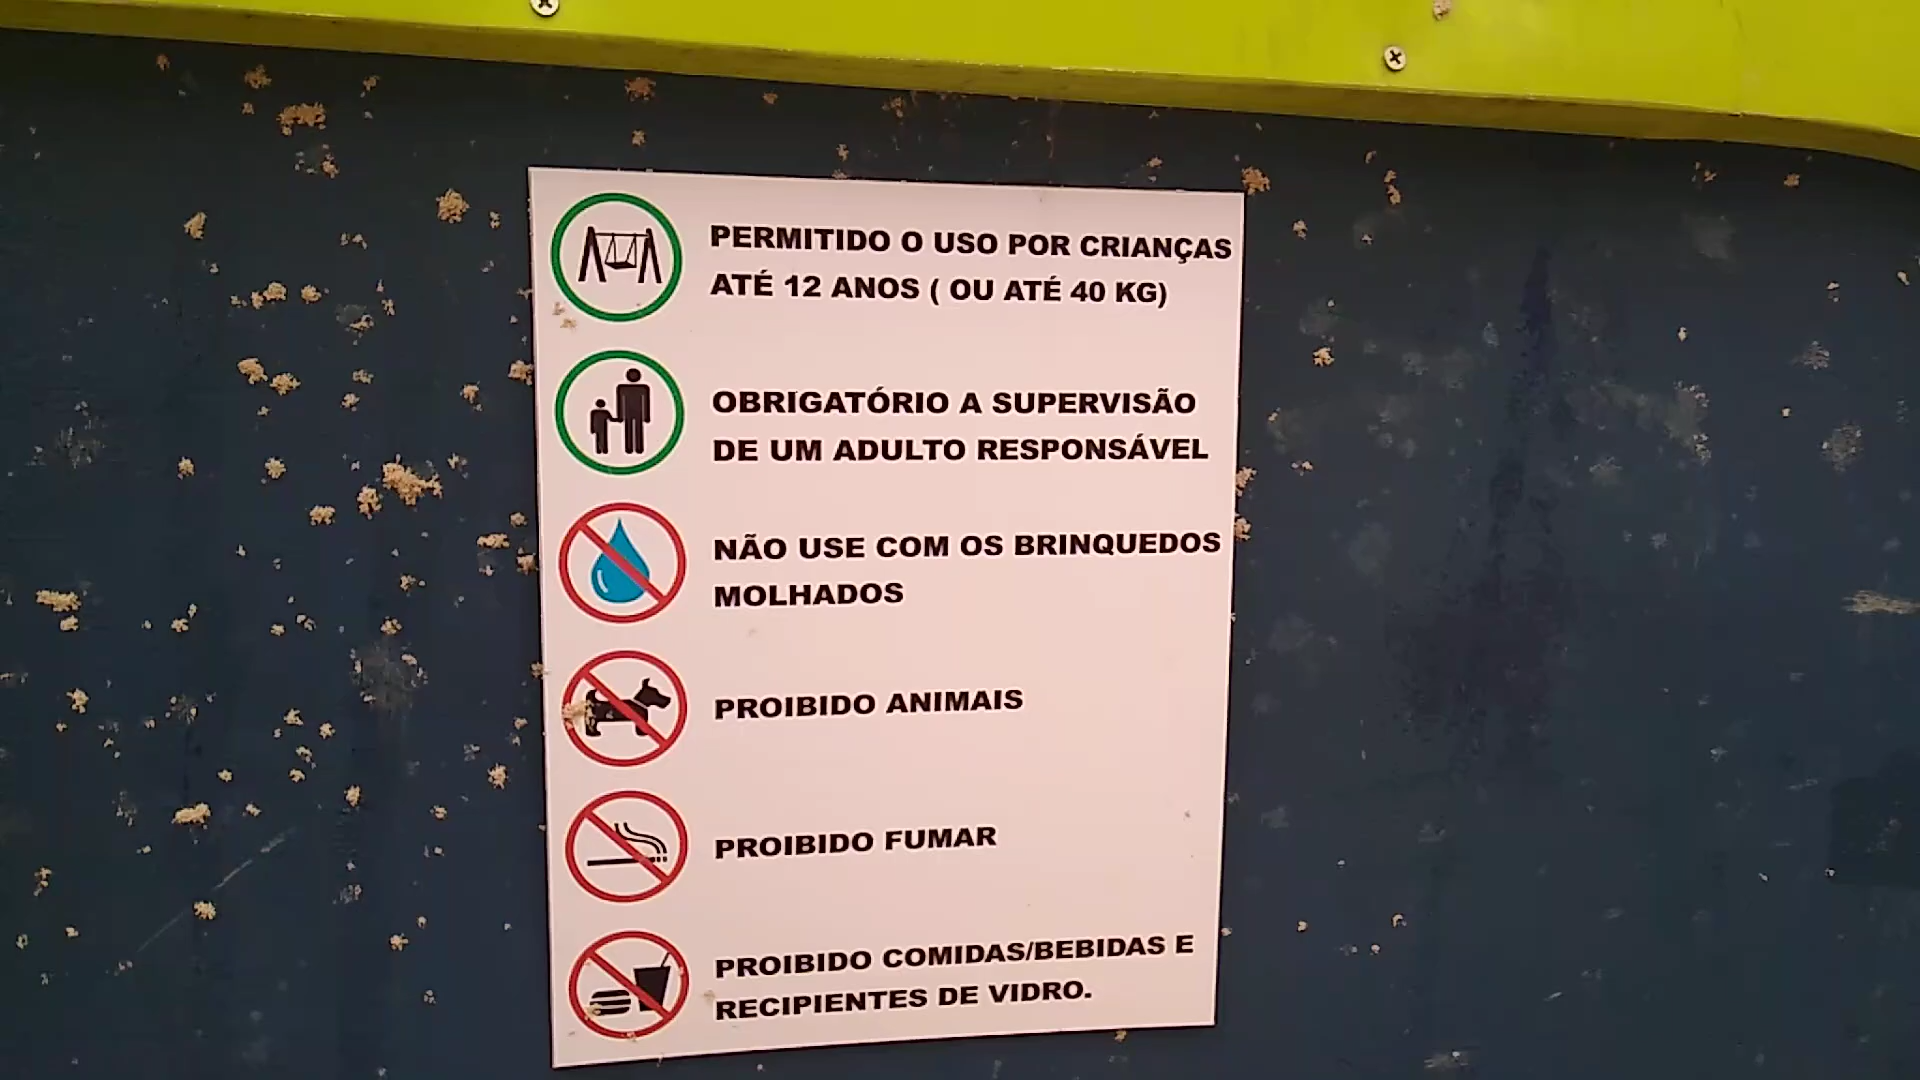 PERMITIDO O USO POR CRIANÇAS
ATÉ 12 ANOS ( OU ATÉ 40 KG)
OBRIGATÓRIO A SUPERVISÃO
DE UM ADULTO RESPONSÁVEL
NÃO USE COM OS BRINQUEDOS
MOLHADOS
PROIBIDO ANIMAIS
PROIBIDO FUMAR
PROIBIDO COMIDAS/BEBIDAS E
RECIPIENTES DE VIDRO.